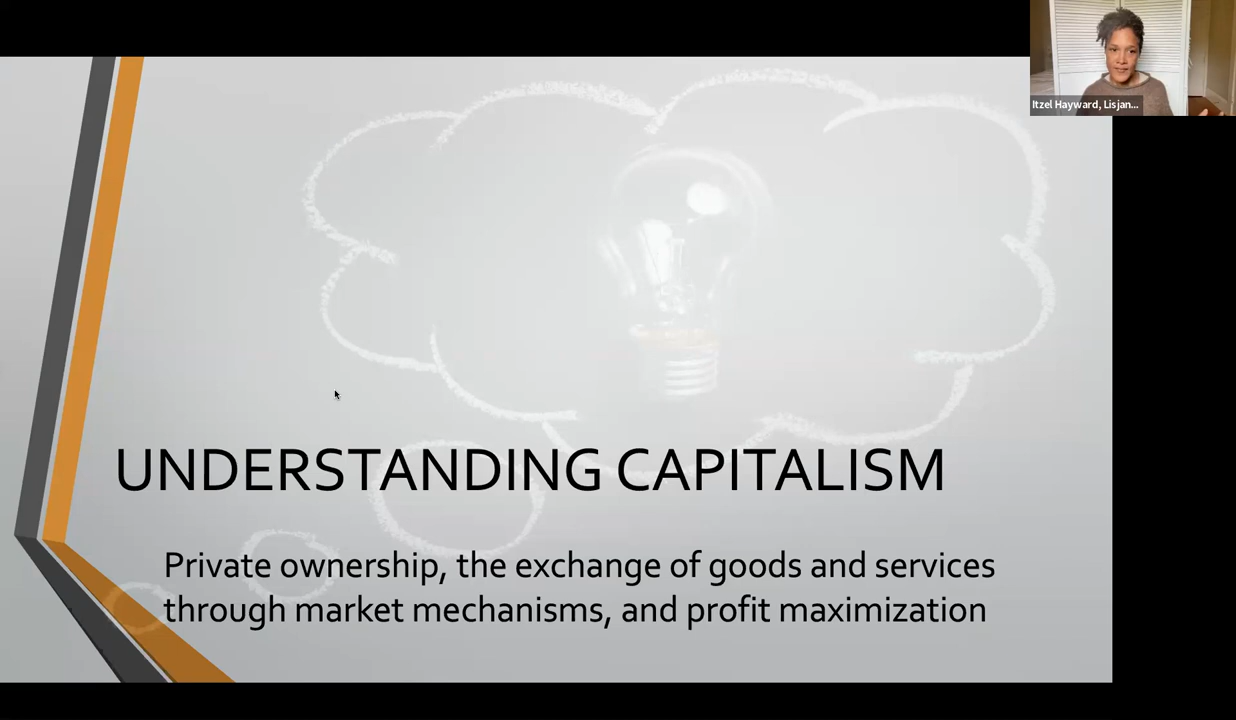 Itzel Hayward, Lisjan...
UNDERSTANDING CAPITALISM
Private ownership, the exchange of goods and services
through market mechanisms, and profit maximization